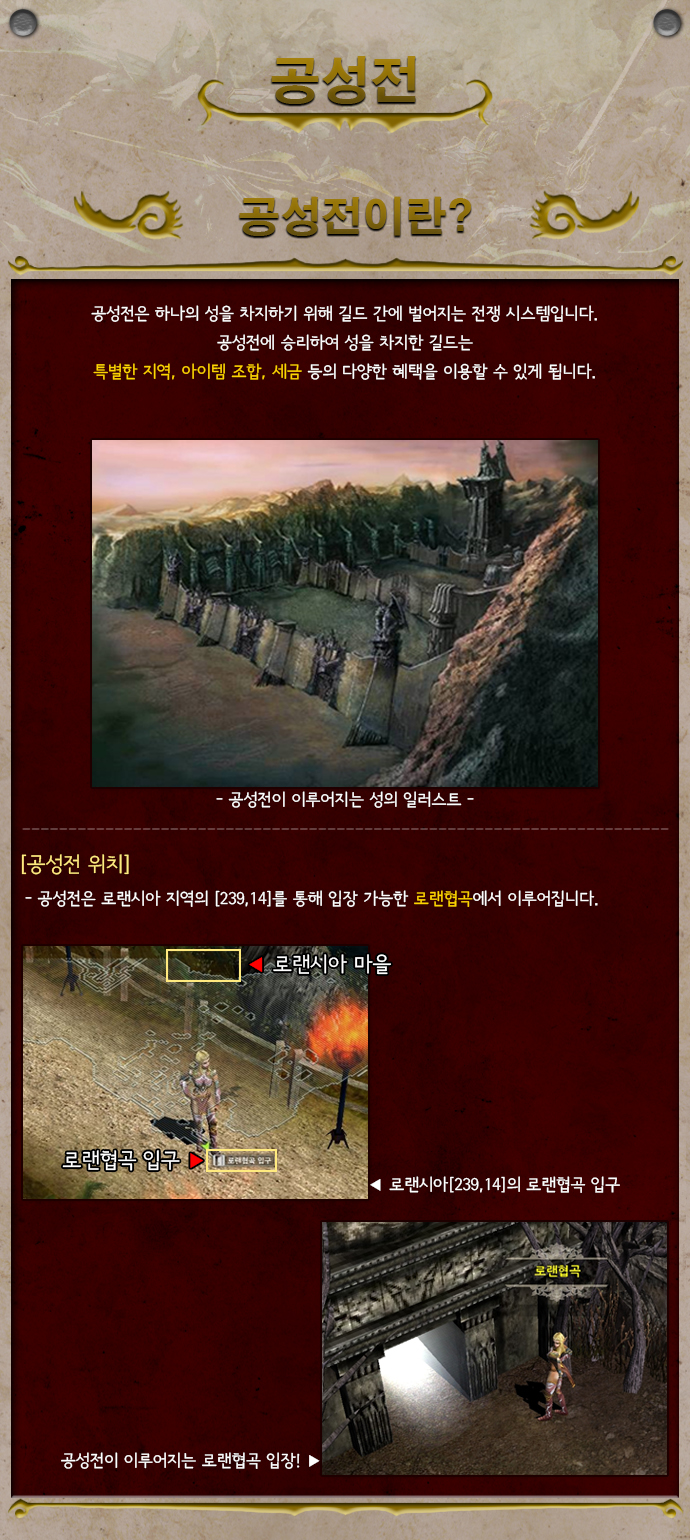 공성전
공성전이란?
공성전은 하나의 성을 차지하기 위해 길드 간에 벌어지는 전쟁 시스템입니다.
공성전에 승리하여 성을 차지한 길드는
특별한 지역, 아이템 조합, 세금 등의 다양한 혜택을 이용할 수 있게 됩니다.
- 공성전이 이루어지는 성의 일러스트 -
[공성전 위치]
- 공성전은 로랜시아 지역의 [239,14]를 통해 입장 가능한 로랜협곡에서 이루어집니다.
◀ 로랜시아 마을
로랜협곡 입구 ▶
로랜협곡 입구
◀ 로랜시아[239,14]의 로랜협곡 입구
로랜협곡
공성전이 이루어지는 로랜협곡 입장! ▶